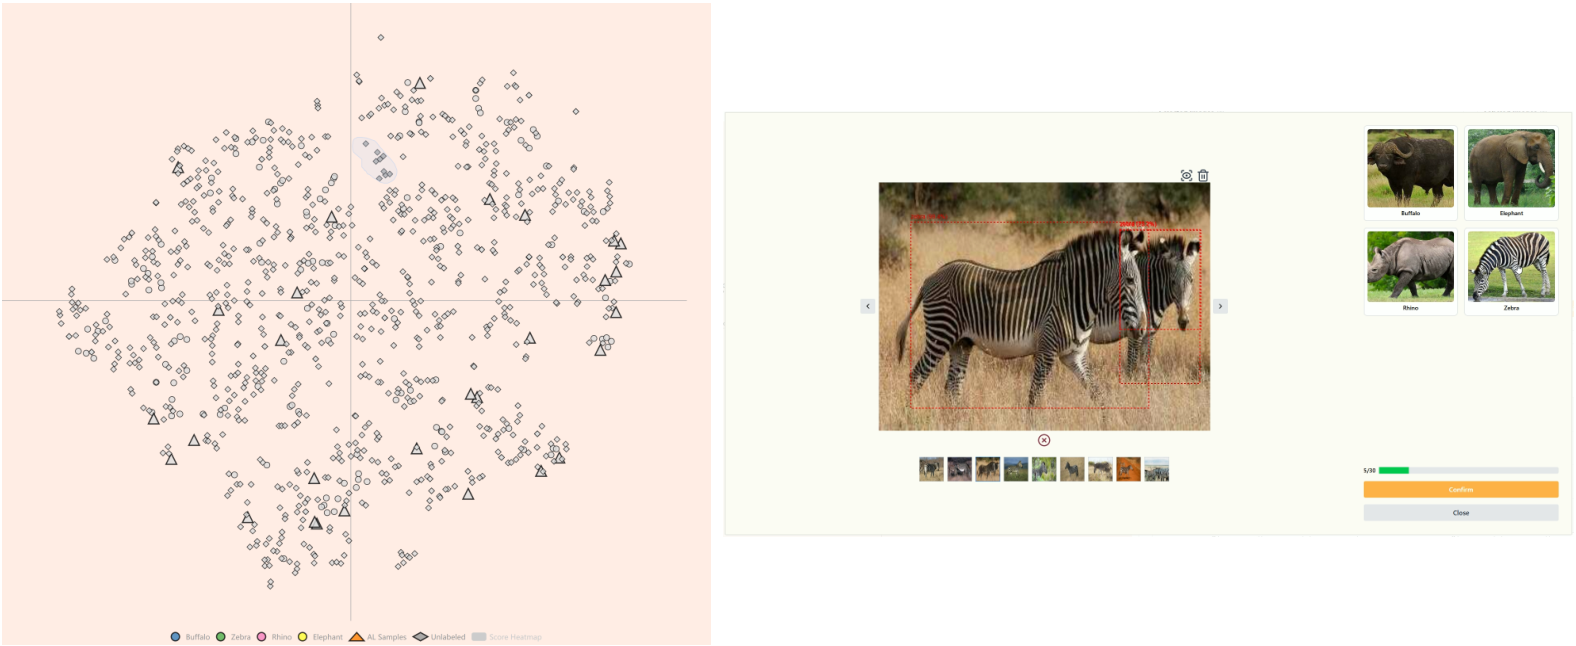 Buffalo Zebra Rhino Elephant AL Samples Unlabeled Score Heatmap
Buffalo
Elephant
Rhino
Zebra
5/30
Confirm
Close